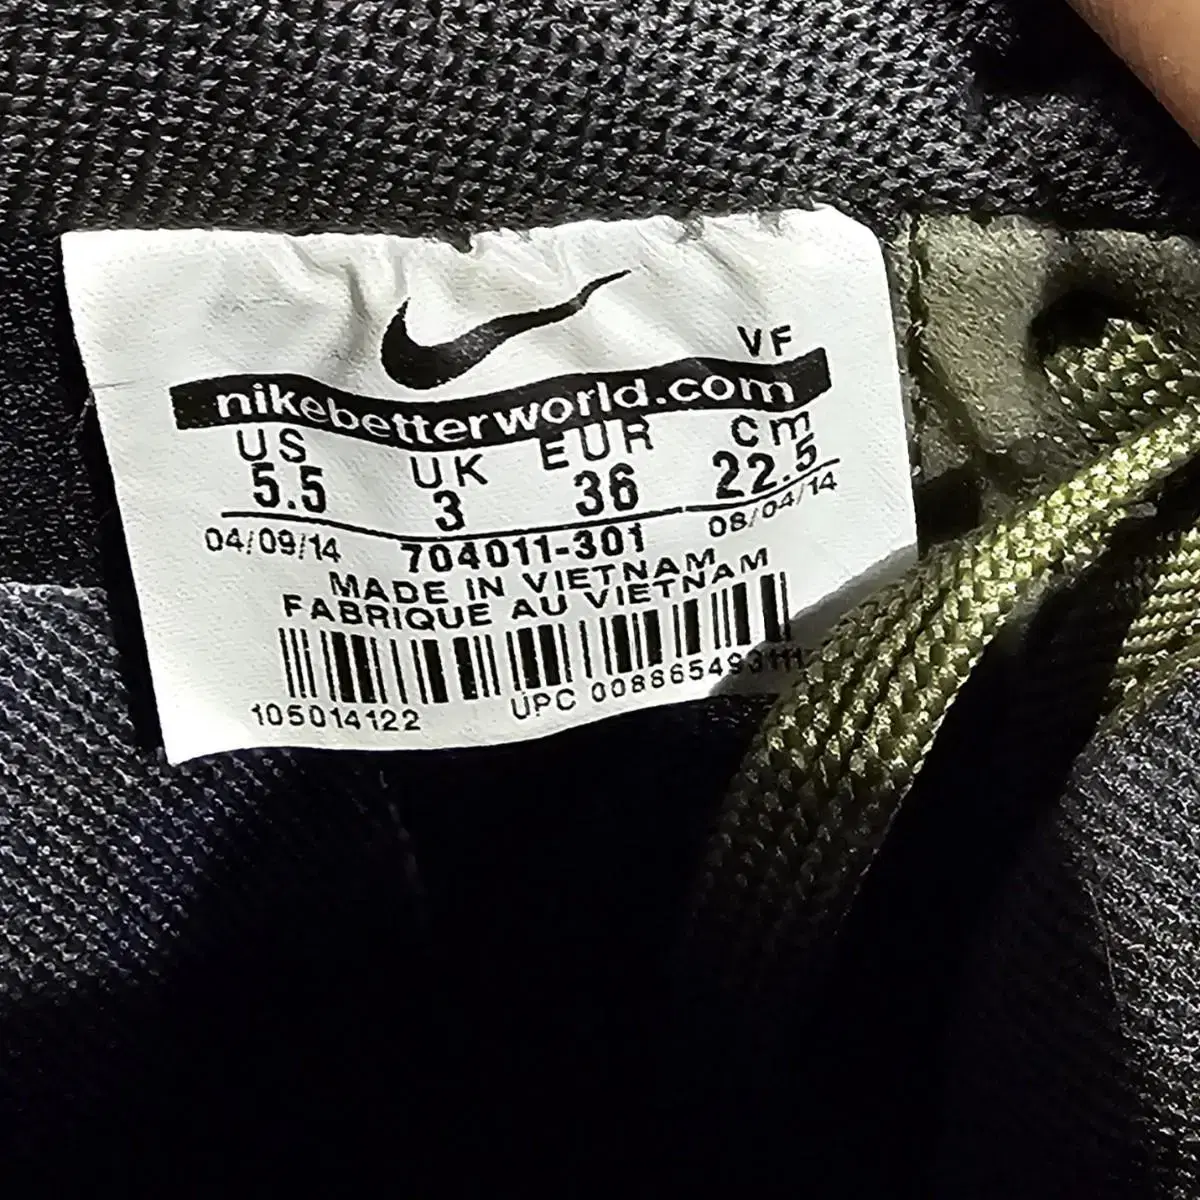 VF
nikebetterworld.com
US UK EUR cm
5.5 3 36 22.5
04/09/14 704011-301 08/04/14
MADE IN VIETNAM
FABRIQUE AU VIETNAM
105014122 UPC 00886549